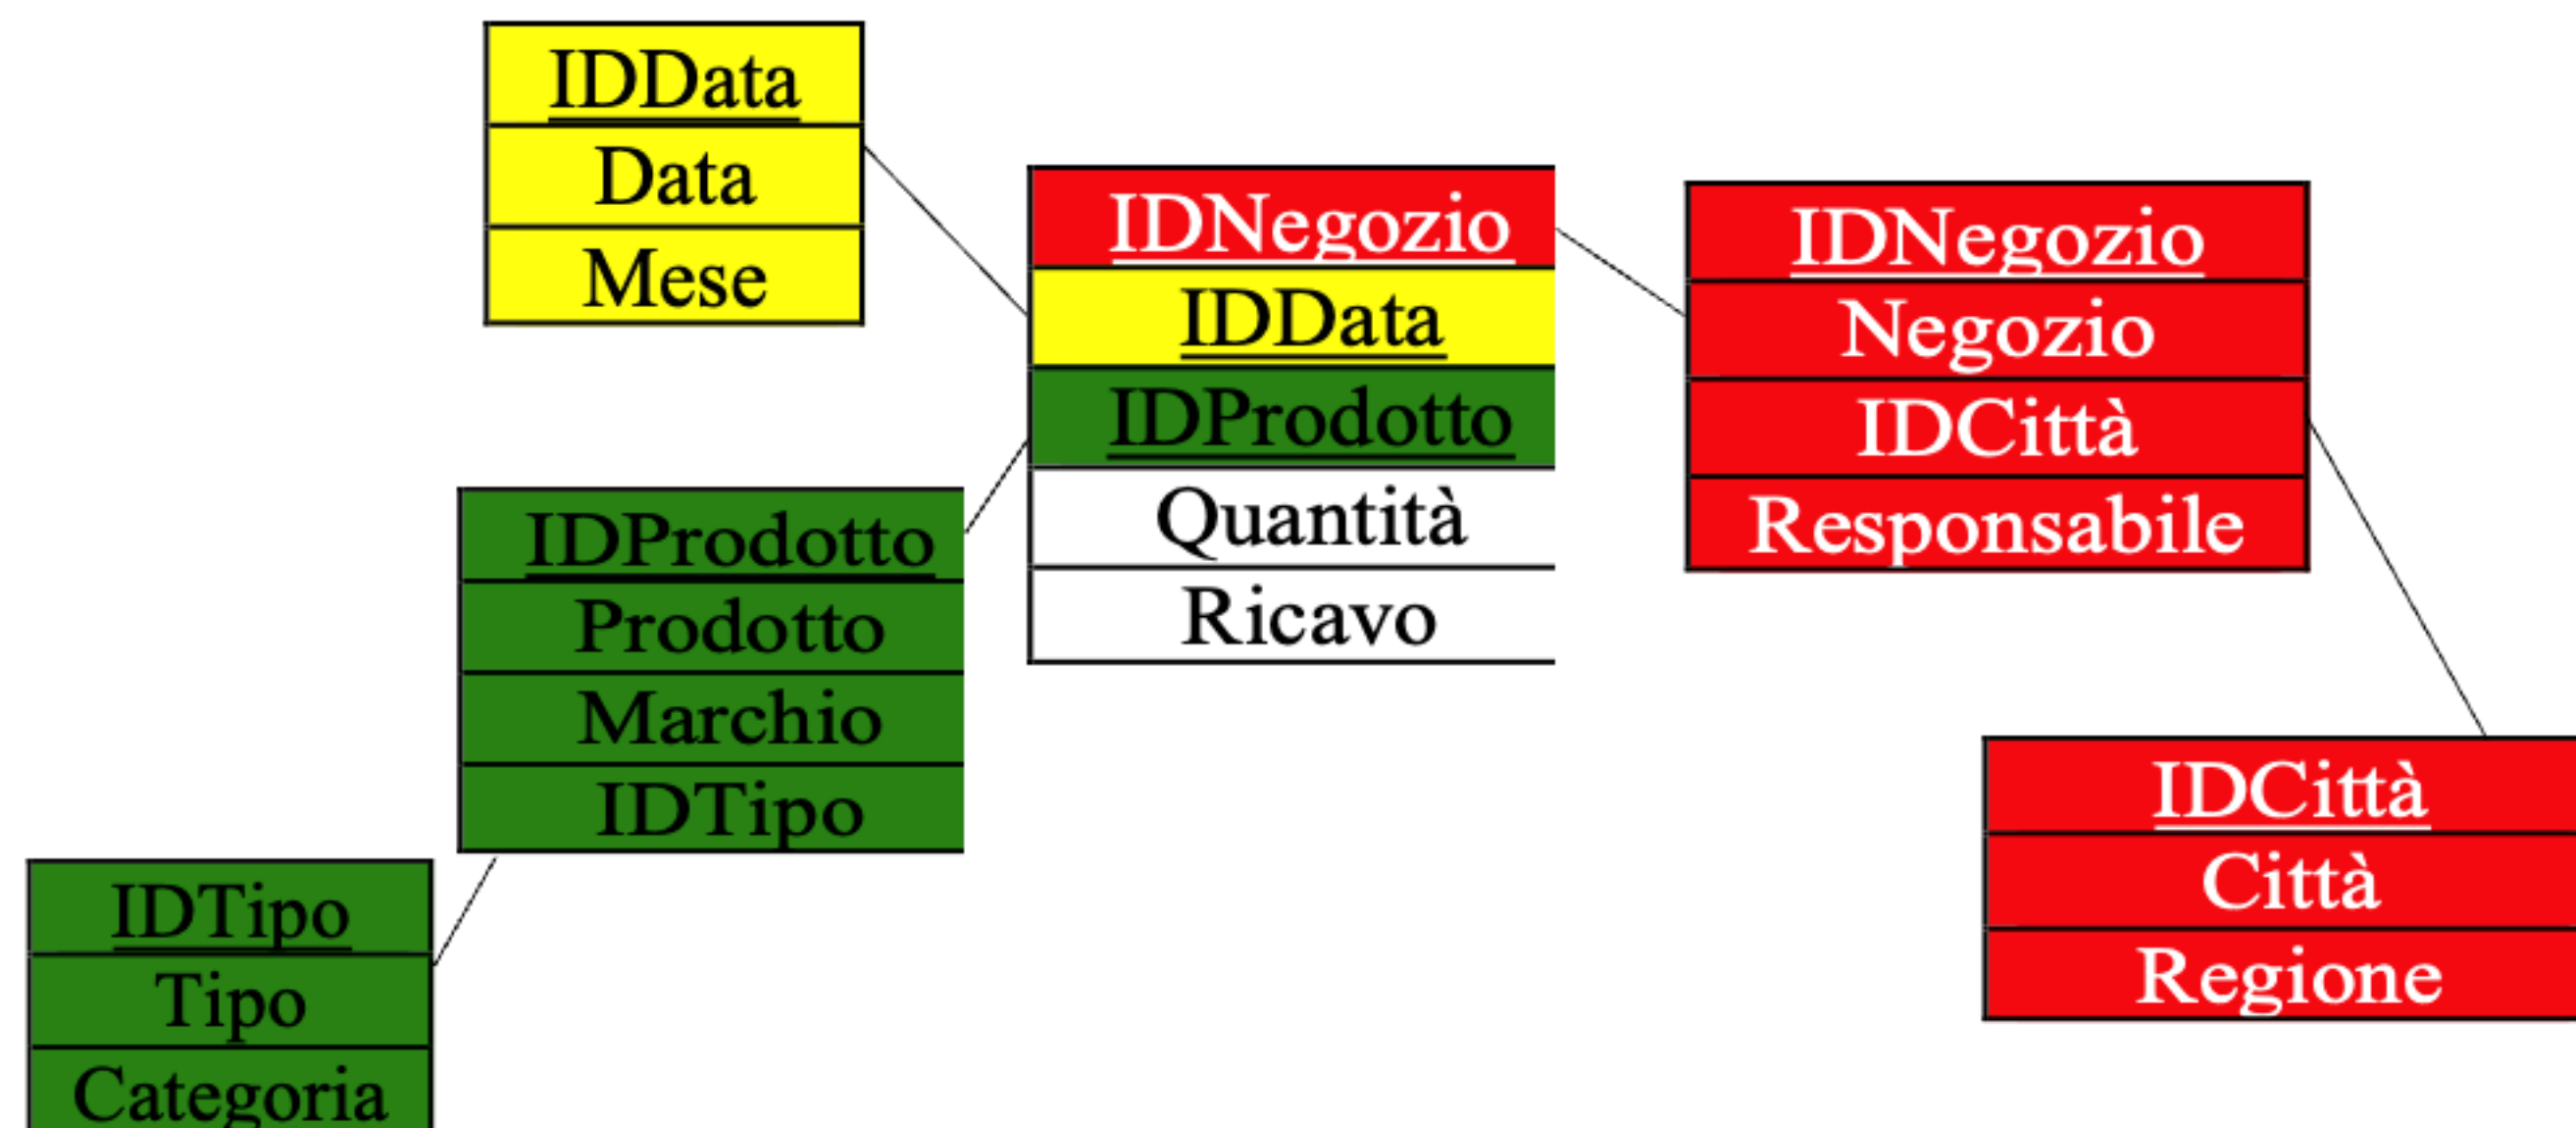 IDData
Data
Mese
IDNegozio
IDData
IDProdotto
Quantità
Ricavo
IDNegozio
Negozio
IDCittà
Responsabile
IDProdotto
Prodotto
Marchio
IDTipo
IDCittà
Città
Regione
IDTipo
Tipo
Categoria